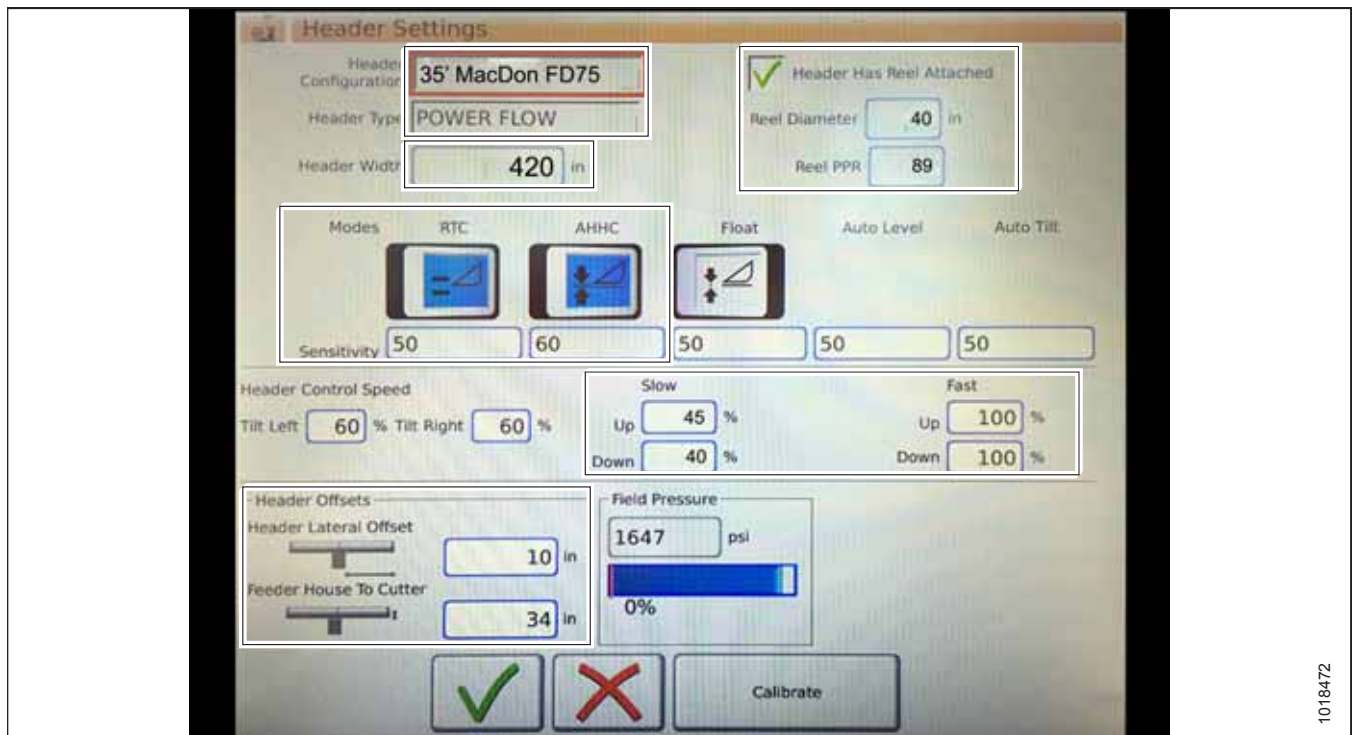 Header Settings
Header Configuration 35' MacDon FD75
Header Type POWER FLOW
Header Width 420 in
Header Has Reel Attached
Reel Diameter 40 in
Reel PPR 89
Modes RTC AHHC Float Auto Level Auto Tilt
Sensitivity 50 60 50 50 50
Header Control Speed
Tilt Left 60 % Tilt Right 60 %
Slow Fast
Up 45 % Up 100 %
Down 40 % Down 100 %
Header Offsets
Header Lateral Offset
10 in
Feeder House To Cutter
34 in
Field Pressure
1647 psi
0%
Calibrate
1018472